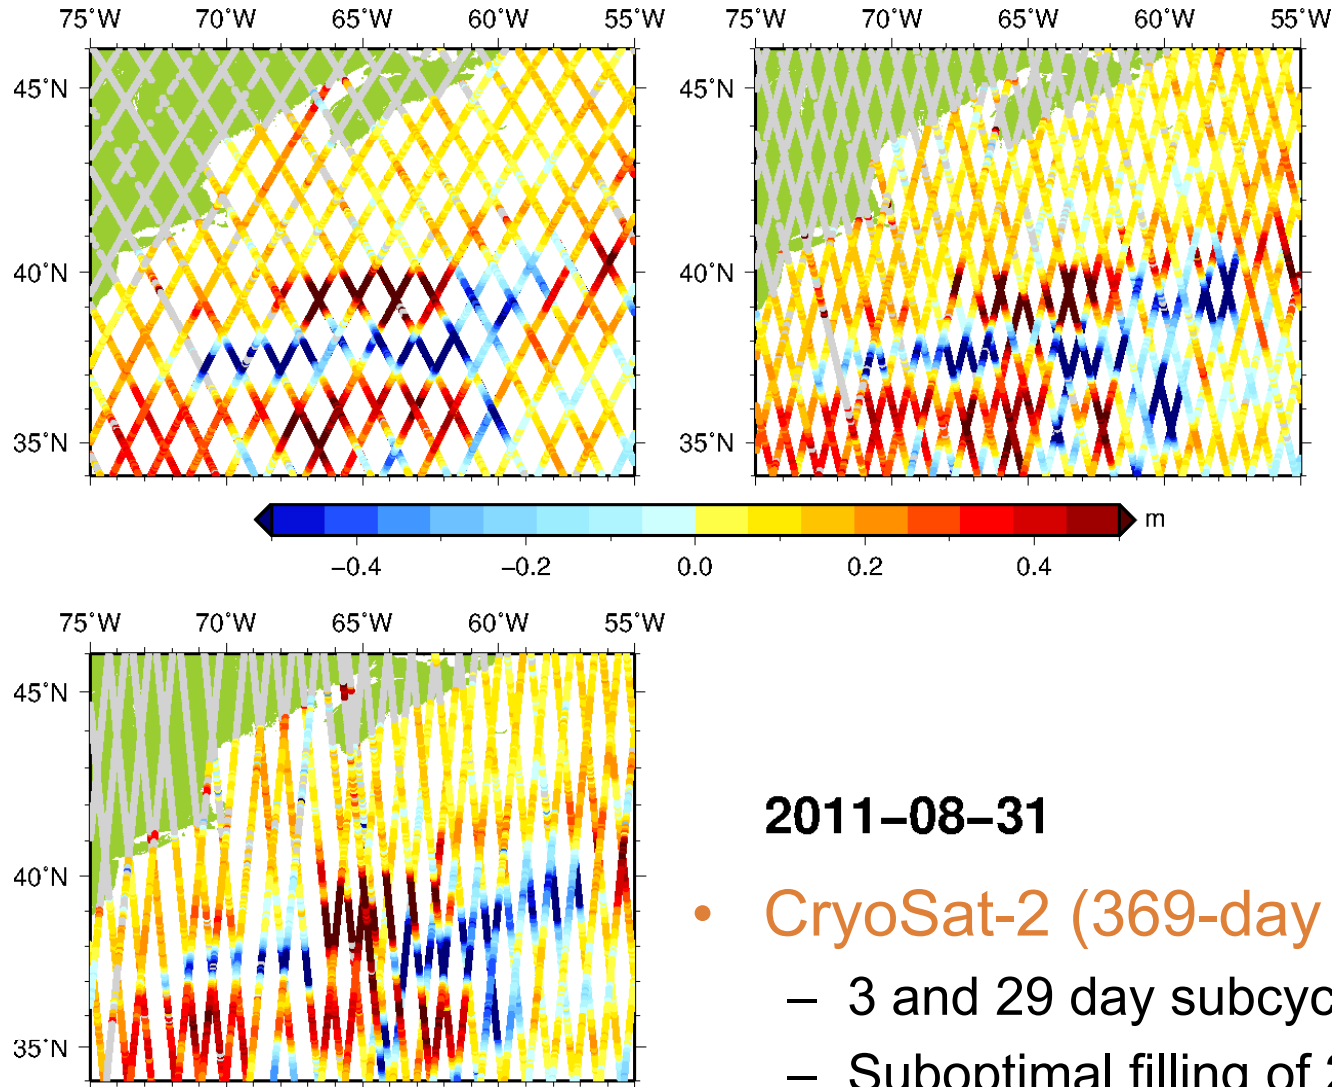 75°W 70°W 65°W 60°W 55°W
75°W 70°W 65°W 60°W 55°W
45°N
40°N
35°N
45°N
40°N
35°N
−0.4 −0.2 0.0 0.2 0.4
m
75°W 70°W 65°W 60°W 55°W
45°N
40°N
35°N
2011−08−31
• CryoSat-2 (369-day
– 3 and 29 day subcyc
– Suboptimal filling of